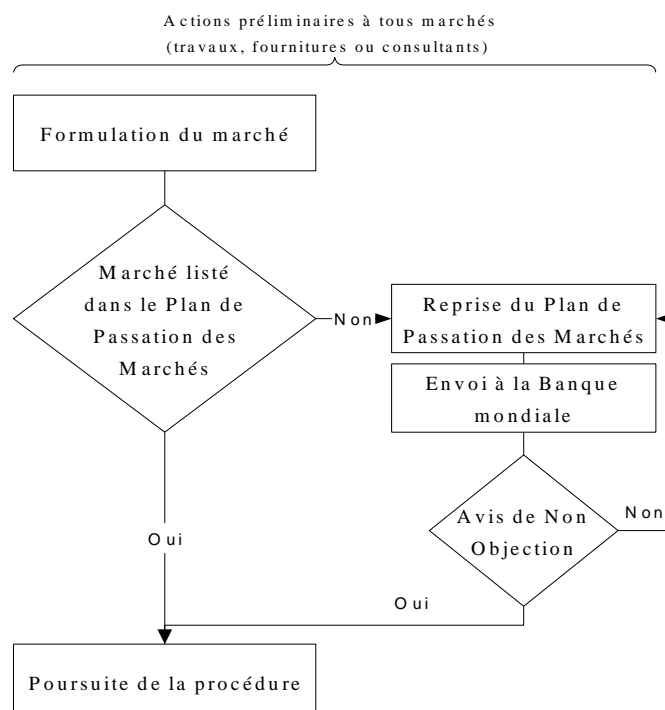 Actions préliminaires à tous marchés
(travaux, fournitures ou consultants)
Formulation du marché
Marché listé
dans le Plan de
Passation des
Marchés
Non
Reprise du Plan de
Passation des Marchés
Envoi à la Banque
mondiale
Avis de Non
Objection
Non
Oui
Oui
Poursuite de la procédure